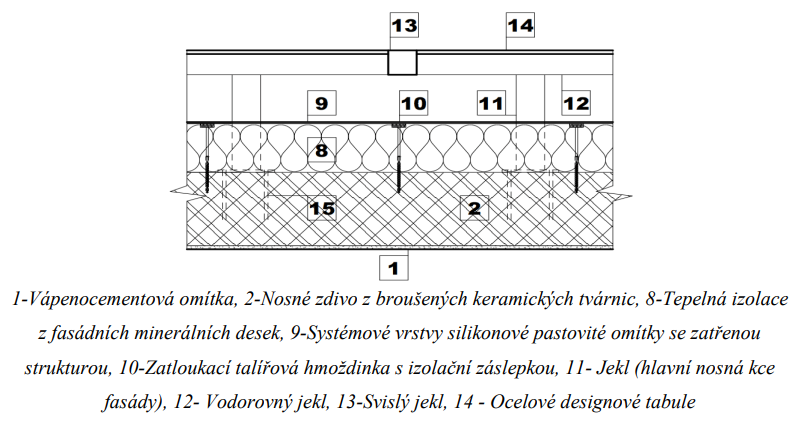 13
14
9
10
11
12
8
15
2
1
1-Vápenocementová omítka, 2-Nosné zdivo z broušených keramických tvárnic, 8-Tepelná izolace
z fasádních minerálních desek, 9-Systémové vrstvy silikonové pastovité omítky se zatřenou
strukturou, 10-Zatloukací talířová hmoždinka s izolační záslepkou, 11- Jekl (hlavní nosná kce
fasády), 12- Vodorovný jekl, 13-Svislý jekl, 14 - Ocelové designové tabule